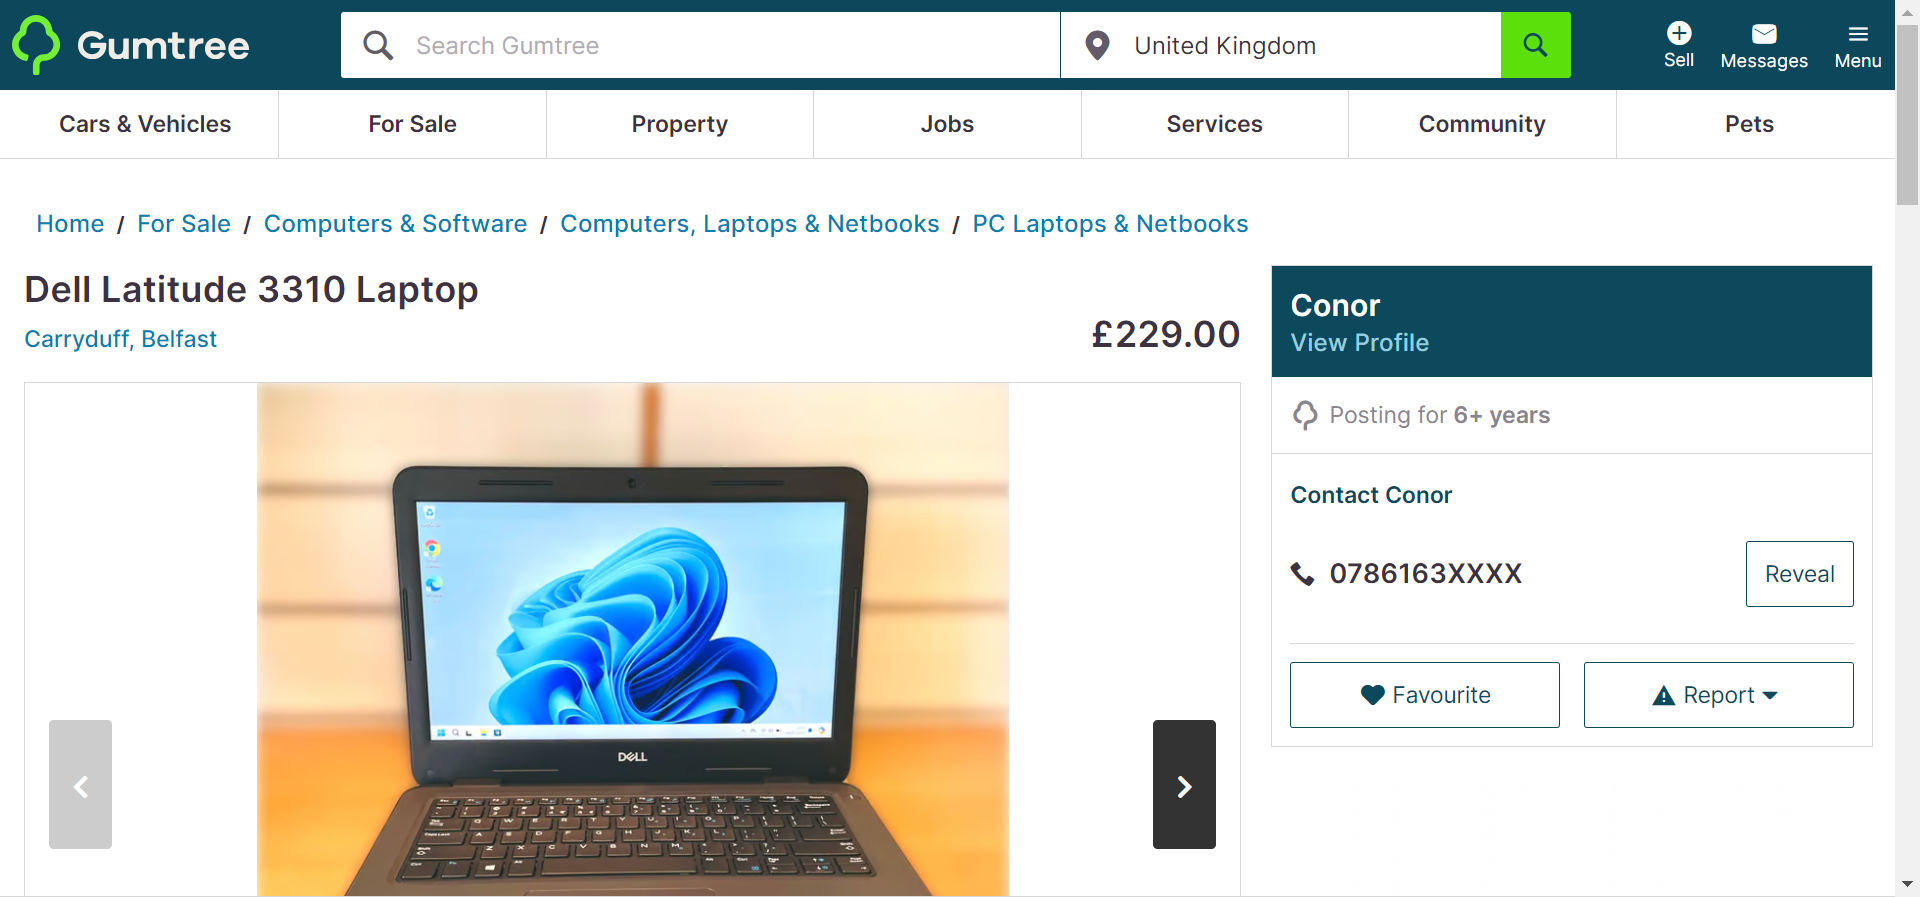 Gumtree
Search Gumtree
United Kingdom
Sell
Messages
Menu
Cars & Vehicles
For Sale
Property
Jobs
Services
Community
Pets
Home / For Sale / Computers & Software / Computers, Laptops & Netbooks / PC Laptops & Netbooks
Dell Latitude 3310 Laptop
Carryduff, Belfast
£229.00
DELL
Conor
View Profile
Posting for 6+ years
Contact Conor
0786163XXXX
Reveal
Favourite
Report